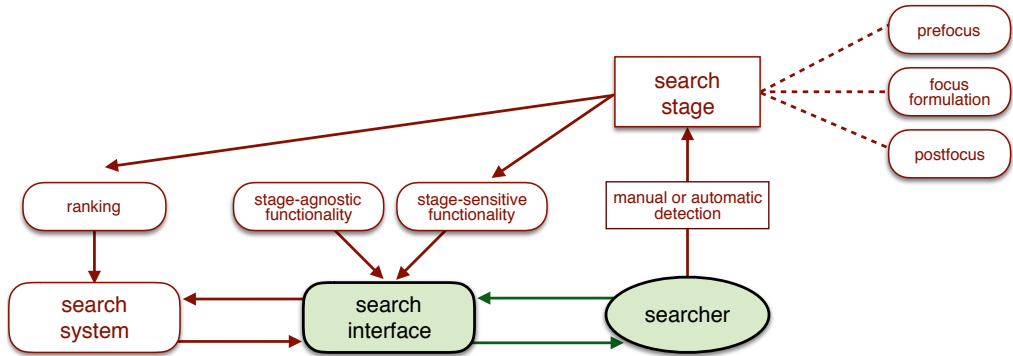 prefocus
search
stage
focus
formulation
postfocus
ranking
stage-agnostic
functionality
stage-sensitive
functionality
manual or automatic
detection
search
system
search
interface
searcher